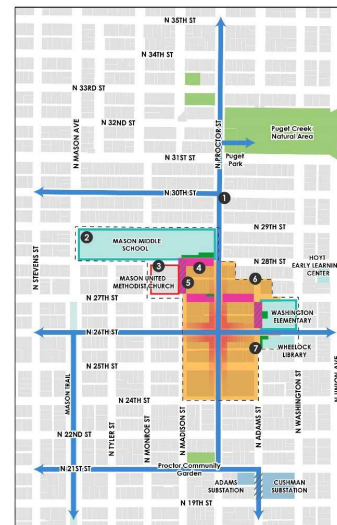 N 35TH ST
N 34TH ST
N 33RD ST
N 32ND ST
N MASON AVE
N PROCTOR ST
Puget Creek
Natural Area
N 31ST ST
Puget
Park
N 30TH ST
1
2
N 29TH ST
MASON MIDDLE
SCHOOL
N STEVENS ST
3
4
N 28TH ST
HOYT
EARLY LEARNING
CENTER
MASON UNITED
METHODIST CHURCH
5
6
N 27TH ST
WASHINGTON
ELEMENTARY
N 26TH ST
7
WHEELOCK
LIBRARY
N 25TH ST
MASON TRAIL
N 24TH ST
N TYLER ST
N MONROE ST
N MADISON ST
N ADAMS ST
N WASHINGTON ST
N UNION AVE
N 22ND ST
N 21ST ST
Proctor Community
Garden
ADAMS
SUBSTATION
CUSHMAN
SUBSTATION
N 19TH ST